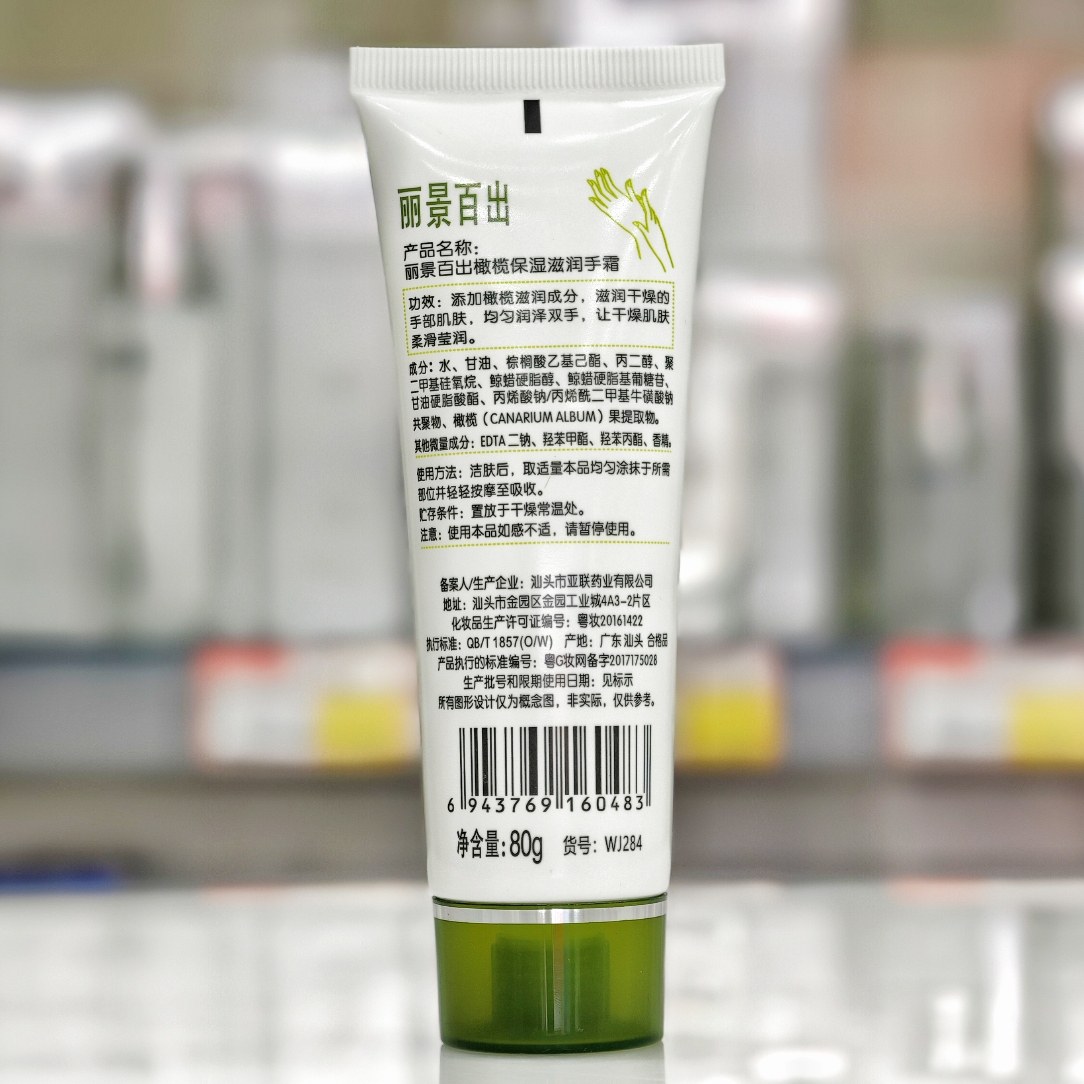 丽景百出
产品名称：
丽景百出橄榄保湿滋润手霜
功效：添加橄榄滋润成分，滋润干燥的
手部肌肤，均匀润泽双手，让干燥肌肤
柔滑莹润。
成分：水、甘油、棕榈酸乙基己酯、丙二醇、聚
二甲基硅氧烷、鲸蜡硬脂醇、鲸蜡硬脂基葡糖苷、
甘油硬脂酸酯、丙烯酸钠/丙烯酰二甲基牛磺酸钠
共聚物、橄榄（CANARIUM ALBUM）果提取物。
其他微量成分：EDTA 二钠、羟苯甲酯、羟苯丙酯、香精。
使用方法：洁肤后，取适量本品均匀涂抹于所需
部位并轻轻按摩至吸收。
贮存条件：置放于干燥常温处。
注意：使用本品如感不适，请暂停使用。
备案人/生产企业：汕头市亚联药业有限公司
地址：汕头市金园区金园工业城4A3-2片区
化妆品生产许可证编号：粤妆20161422
执行标准：QB/T 1857(O/W) 产地：广东 汕头 合格品
产品执行的标准编号：粤G妆网备字2017175028
生产批号和限期使用日期：见标示
所有图形设计仅为概念图，非实际，仅供参考。
6 943769 160483
净含量：80g 货号：WJ284